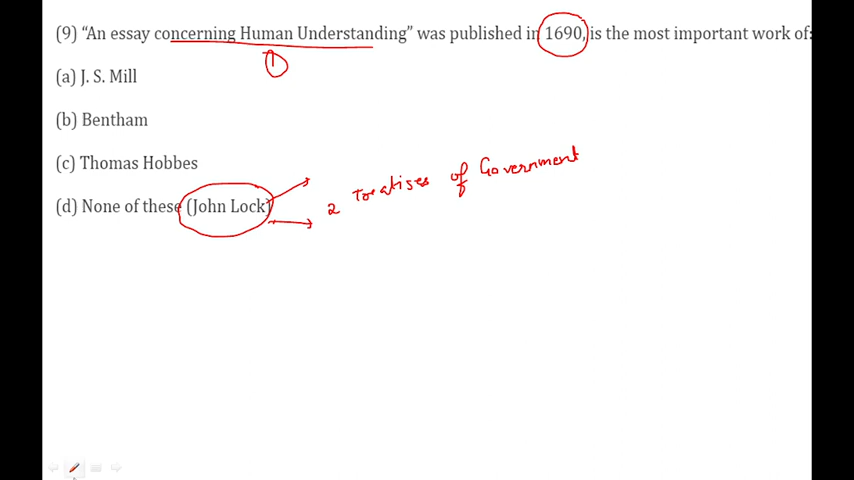 (9) “An essay concerning Human Understanding” was published in 1690, is the most important work of:
(a) J. S. Mill
(b) Bentham
(c) Thomas Hobbes
2 Treatises of Government
(d) None of these (John Lock)